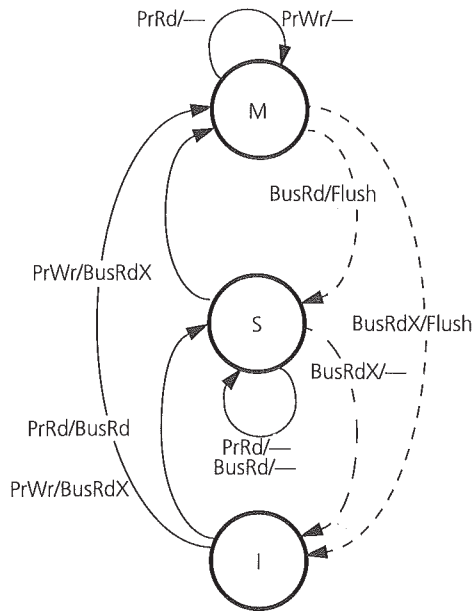 PrRd/—
PrWr/—
M
BusRd/Flush
PrWr/BusRdX
S
BusRdX/Flush
BusRdX/—
PrRd/BusRd
PrRd/—
BusRd/—
PrWr/BusRdX
I